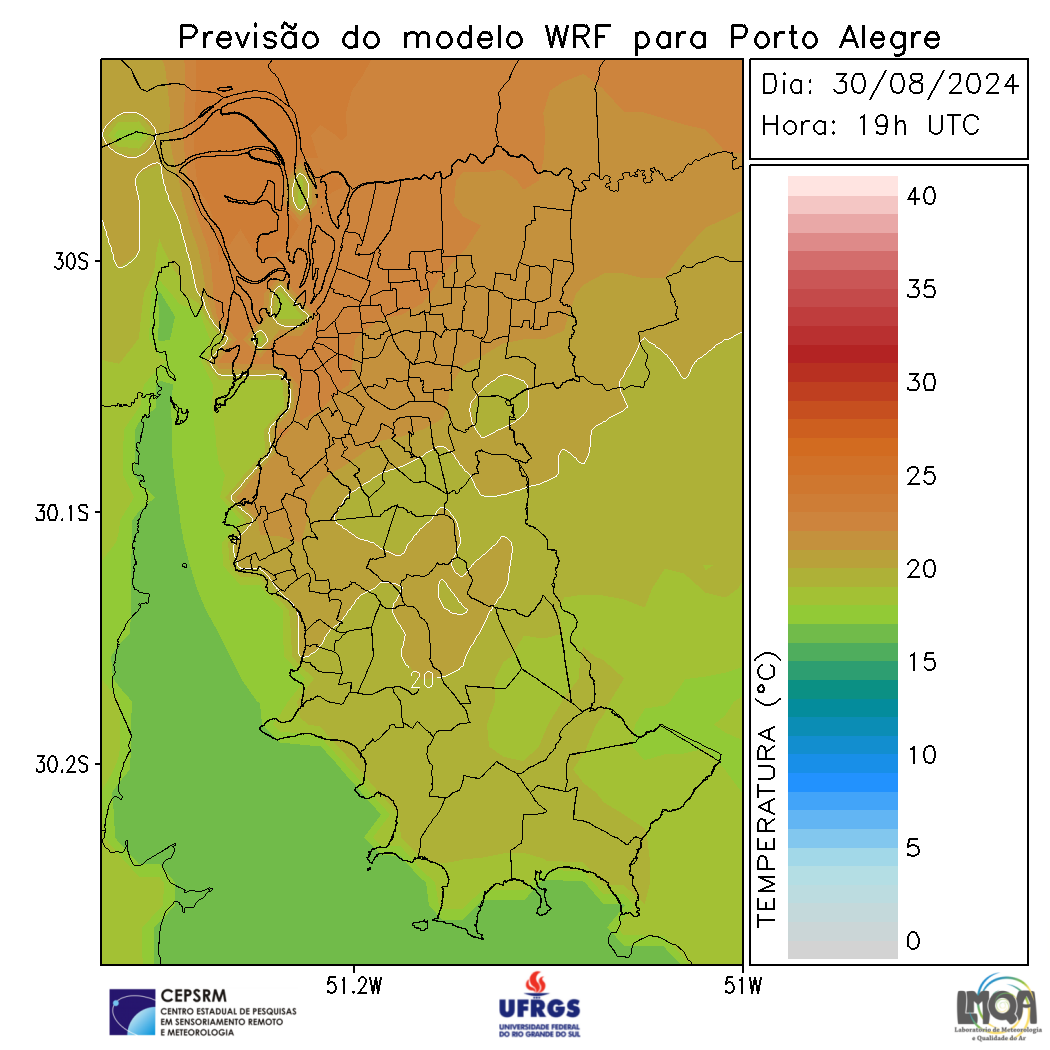 Previsão do modelo WRF para Porto Alegre
Dia: 30/08/2024
Hora: 19h UTC
40
35
30
25
20
15
10
5
0
TEMPERATURA (°C)
30S
30.1S
30.2S
20
51.2W
51W
CEPSRM
CENTRO ESTADUAL DE PESQUISAS
EM SENSORIAMENTO REMOTO
E METEOROLOGIA
UFRGS
UNIVERSIDADE FEDERAL
DO RIO GRANDE DO SUL
LMQA
Laboratório de Meteorologia
e Qualidade do Ar